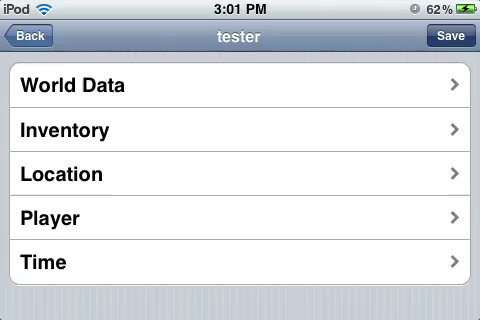 iPod 3:01 PM 62%
Back tester Save
World Data
Inventory
Location
Player
Time